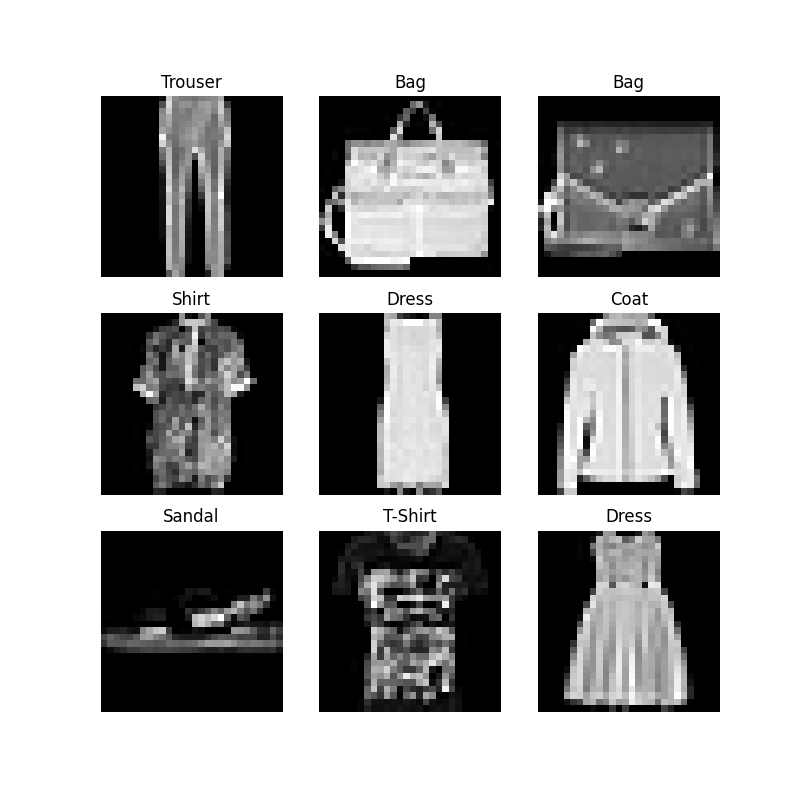 Trouser
Bag
Bag
Shirt
Dress
Coat
Sandal
T-Shirt
Dress